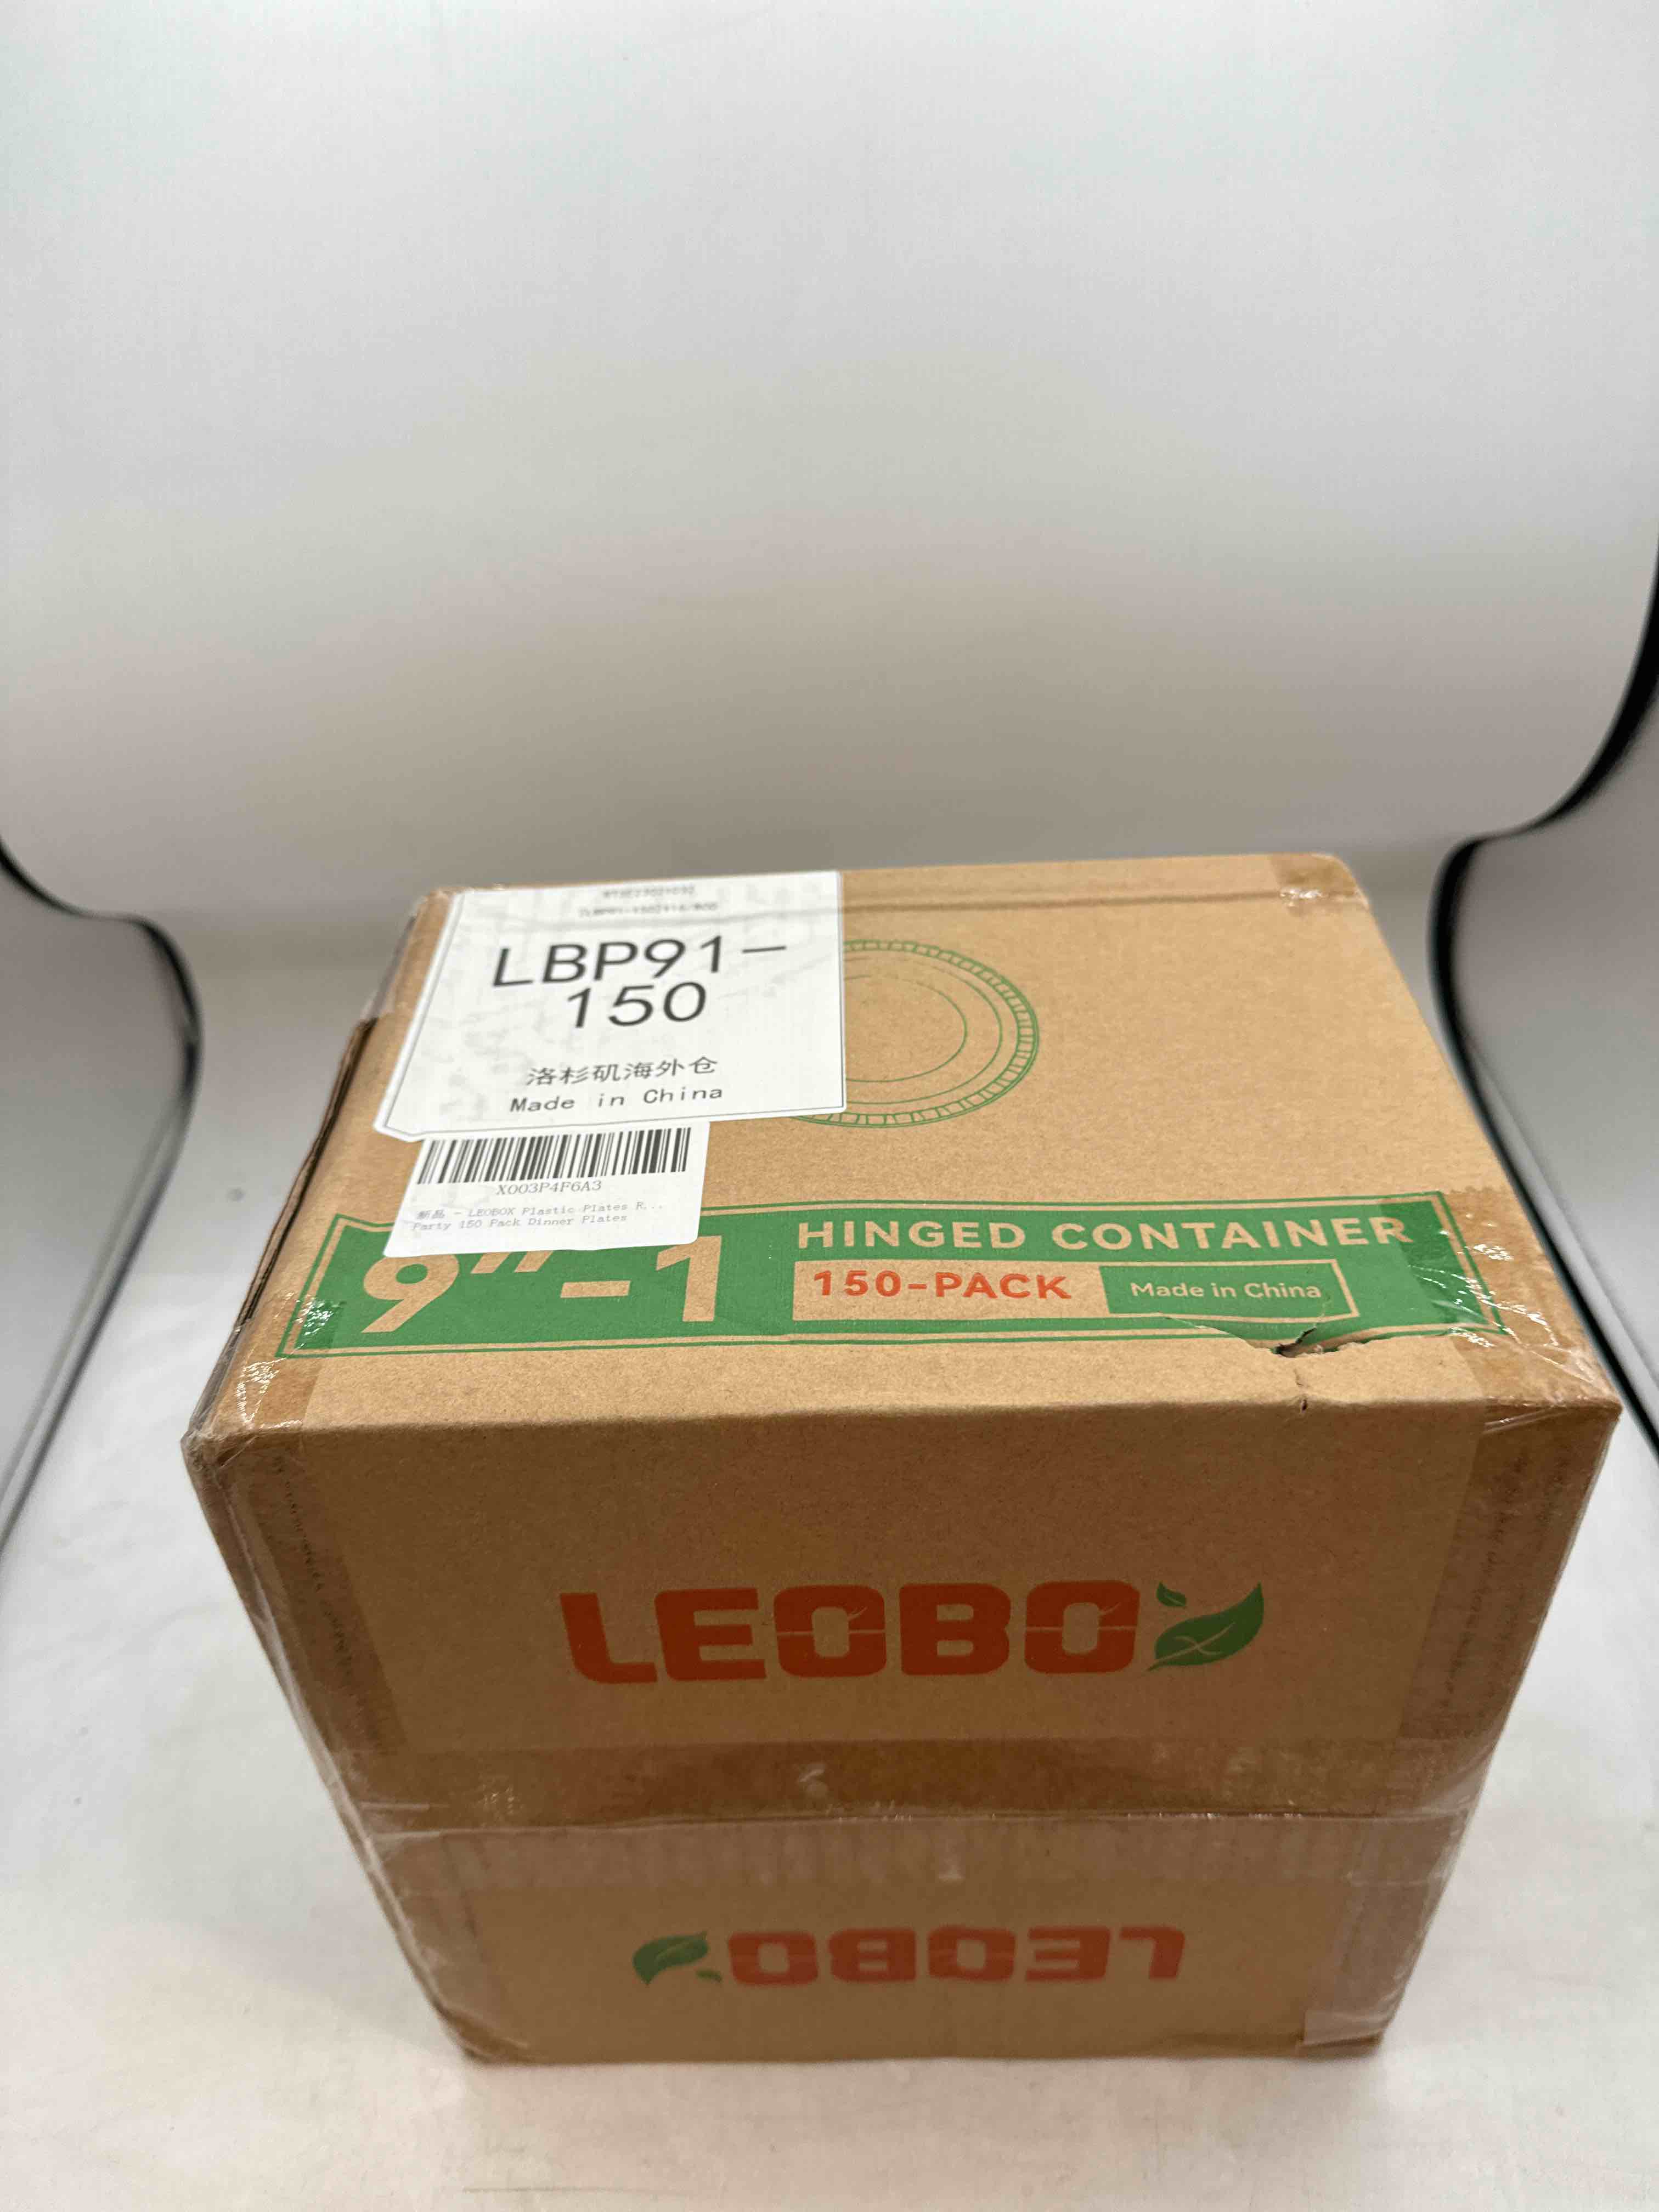 LBP91-
150
洛杉矶海外仓
Made in China
X003P4F6A3
新品 - LEOBOX Plastic Plates R...
Party 150 Pack Dinner Plates
9"-1
HINGED CONTAINER
150-PACK
Made in China
LEOBO
LEOBO